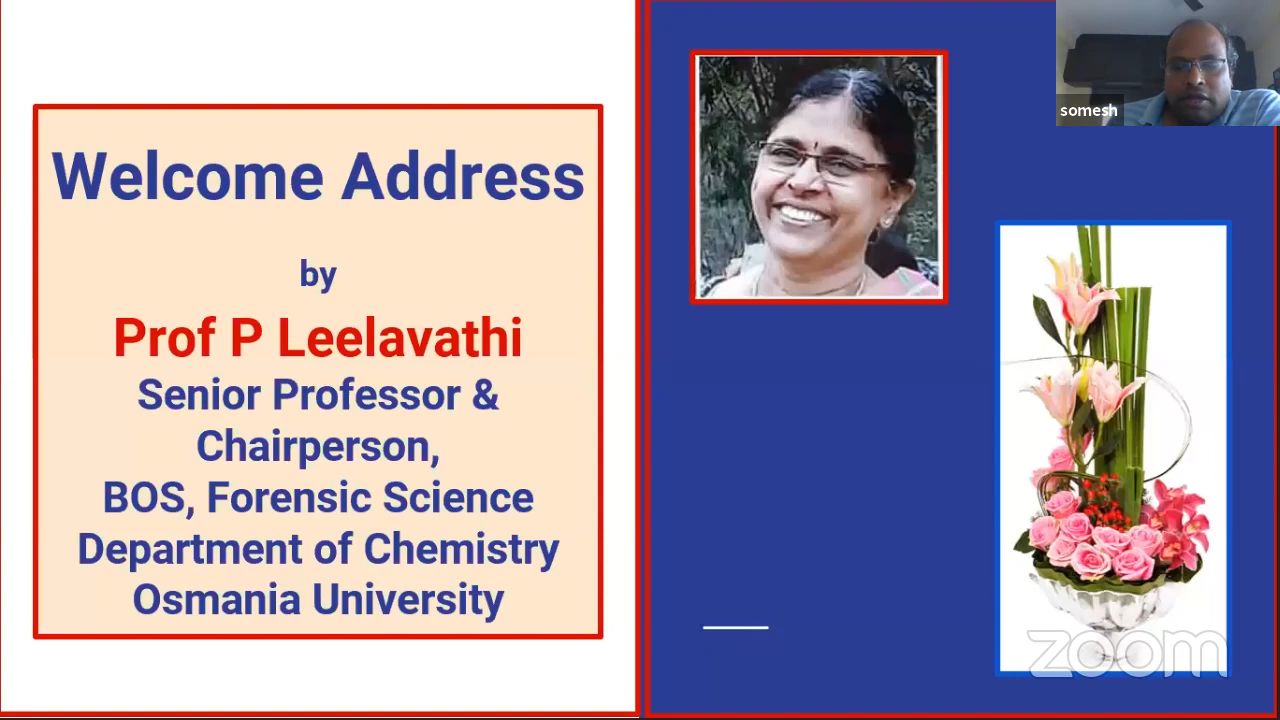 Welcome Address
by
Prof P Leelavathi
Senior Professor &
Chairperson,
BOS, Forensic Science
Department of Chemistry
Osmania University
somesh
zoom